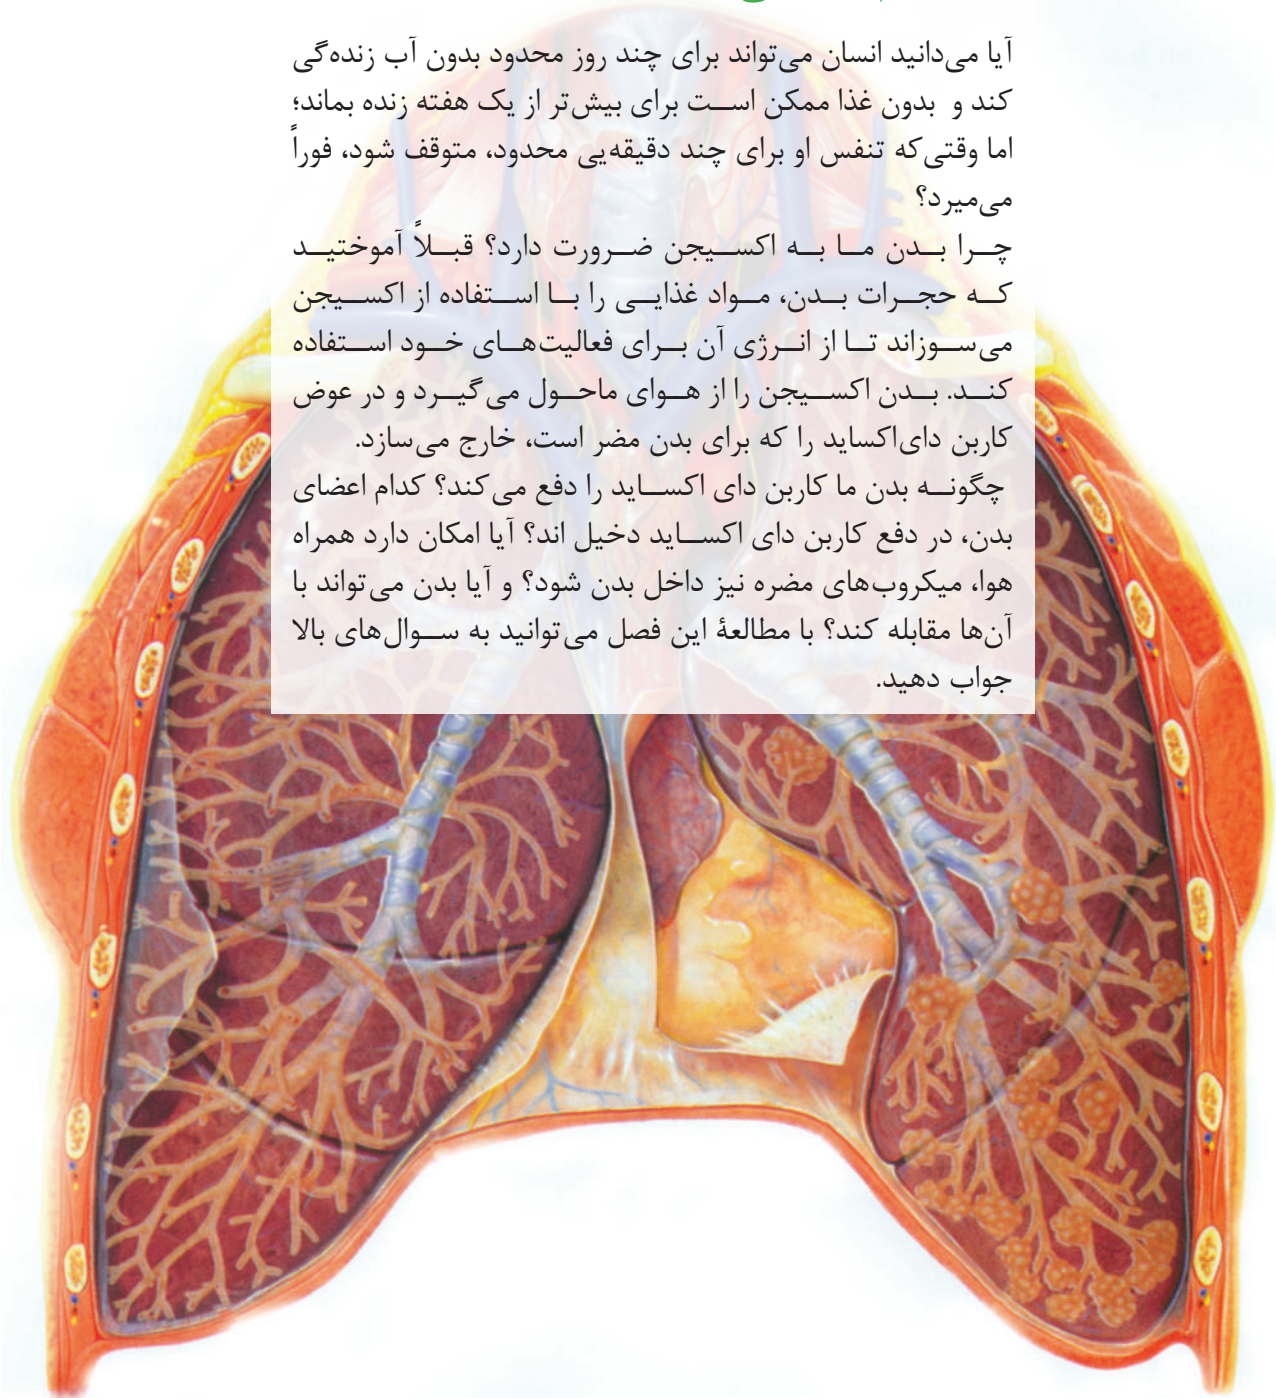 آیا می‌دانید انسان می‌تواند برای چند روز محدود بدون آب زنده‌گی
کند و بدون غذا ممکن است برای بیش‌تر از یک هفته زنده بماند؛
اما وقتی‌که تنفس او برای چند دقیقه‌یی محدود، متوقف شود، فوراً
می‌میرد؟
چرا بدن ما به اکسیجن ضرورت دارد؟ قبلاً آموختید
که حجرات بدن، مواد غذایی را با استفاده از اکسیجن
می‌سوزاند تا از انرژی آن برای فعالیت‌های خود استفاده
کند. بدن اکسیجن را از هوای ماحول می‌گیرد و در عوض
کاربن دای‌اکساید را که برای بدن مضر است، خارج می‌سازد.
چگونه بدن ما کاربن دای اکساید را دفع می‌کند؟ کدام اعضای
بدن، در دفع کاربن دای اکساید دخیل اند؟ آیا امکان دارد همراه
هوا، میکروب‌های مضره نیز داخل بدن شود؟ و آیا بدن می‌تواند با
آن‌ها مقابله کند؟ با مطالعهٔ این فصل می‌توانید به سوال‌های بالا
جواب دهید.